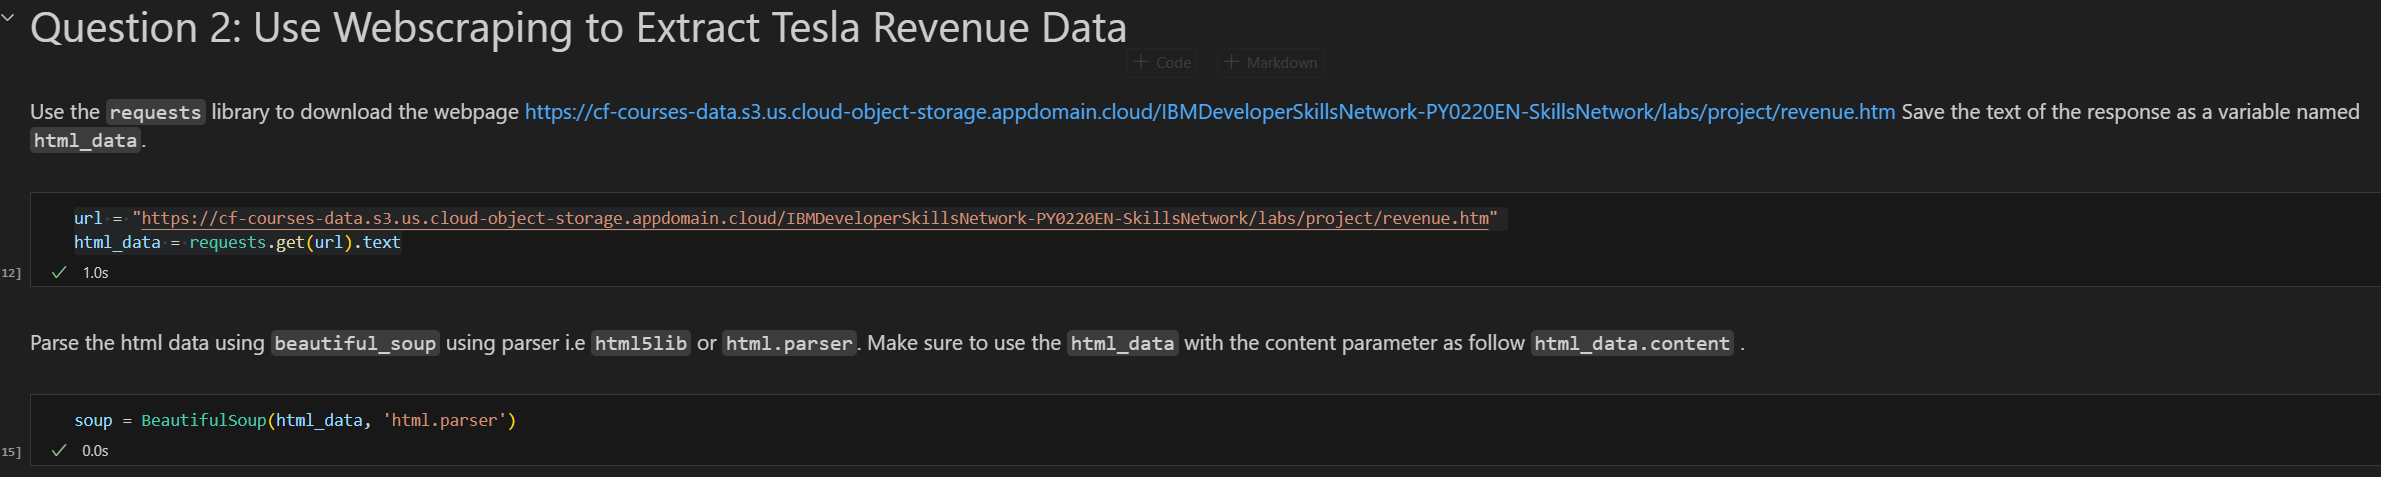 Question 2: Use Webscraping to Extract Tesla Revenue Data
+ Code + Markdown
Use the requests library to download the webpage https://cf-courses-data.s3.us.cloud-object-storage.appdomain.cloud/IBMDeveloperSkillsNetwork-PY0220EN-SkillsNetwork/labs/project/revenue.htm Save the text of the response as a variable named
html_data.
url = "https://cf-courses-data.s3.us.cloud-object-storage.appdomain.cloud/IBMDeveloperSkillsNetwork-PY0220EN-SkillsNetwork/labs/project/revenue.htm"
html_data = requests.get(url).text
12] ✓ 1.0s
Parse the html data using beautiful_soup using parser i.e html5lib or html.parser. Make sure to use the html_data with the content parameter as follow html_data.content .
soup = BeautifulSoup(html_data, 'html.parser')
15] ✓ 0.0s